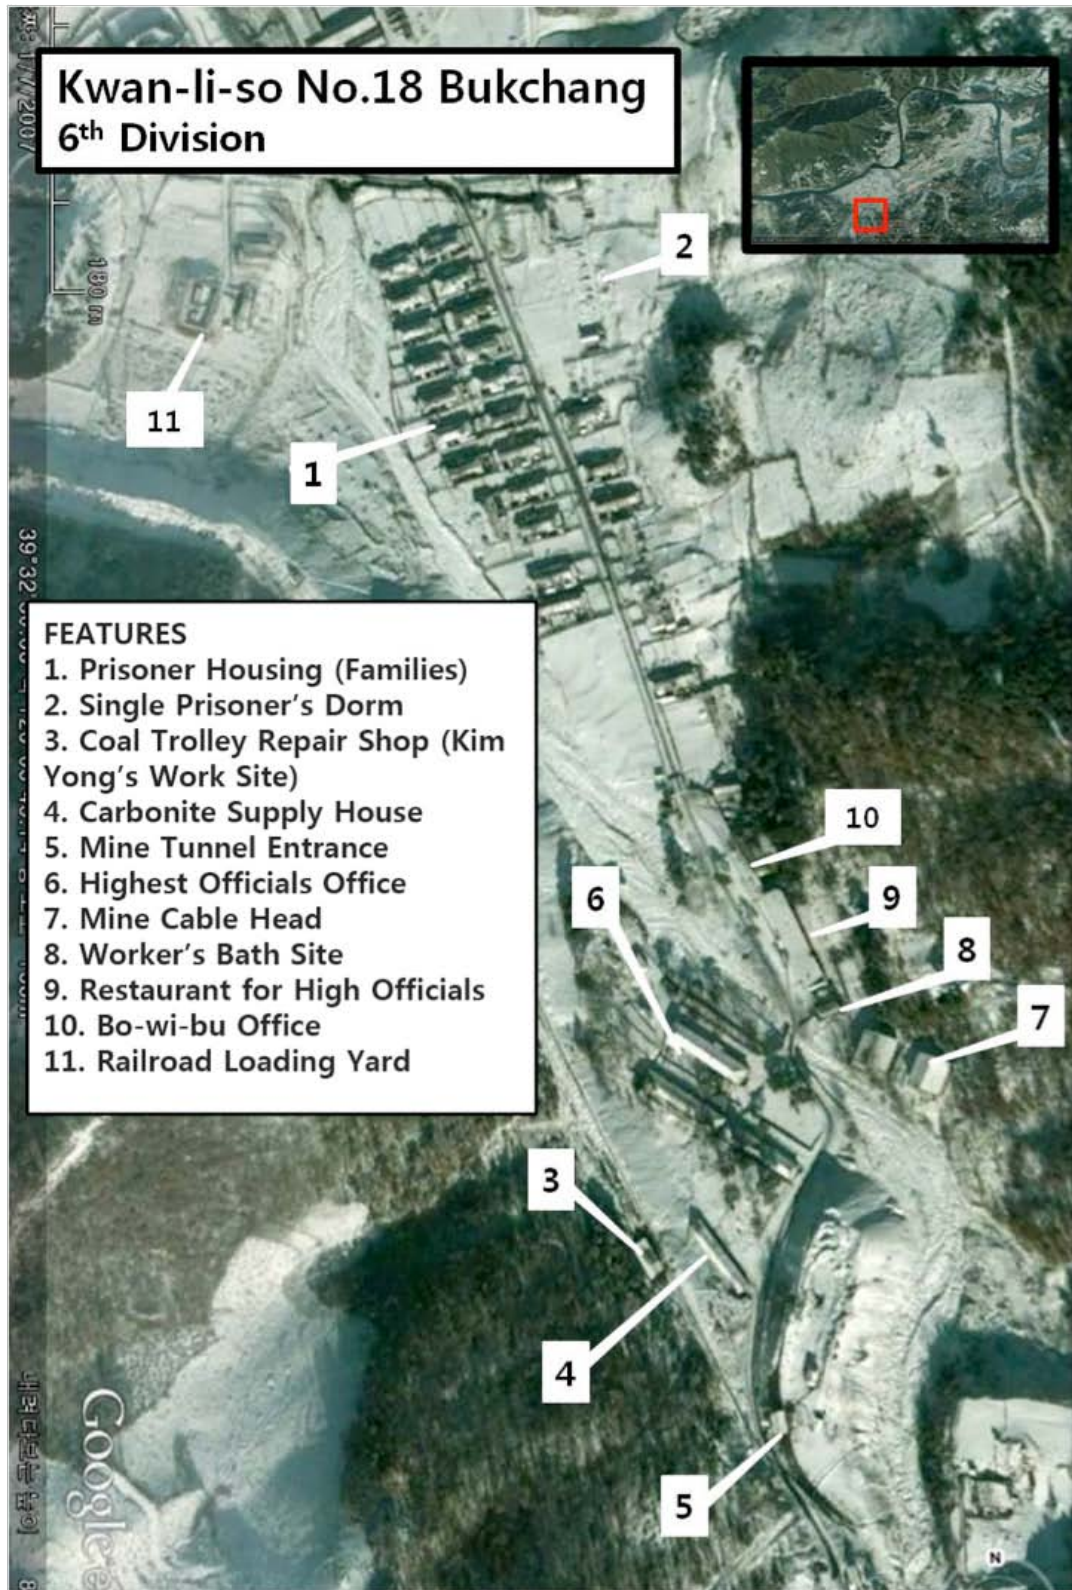 Kwan-li-so No.18 Bukchang
6th Division
2
11
1
180 m
FEATURES
1. Prisoner Housing (Families)
2. Single Prisoner's Dorm
3. Coal Trolley Repair Shop (Kim
Yong's Work Site)
4. Carbonite Supply House
5. Mine Tunnel Entrance
6. Highest Officials Office
7. Mine Cable Head
8. Worker's Bath Site
9. Restaurant for High Officials
10. Bo-wi-bu Office
11. Railroad Loading Yard
10
9
6
8
7
3
4
5
Google
N